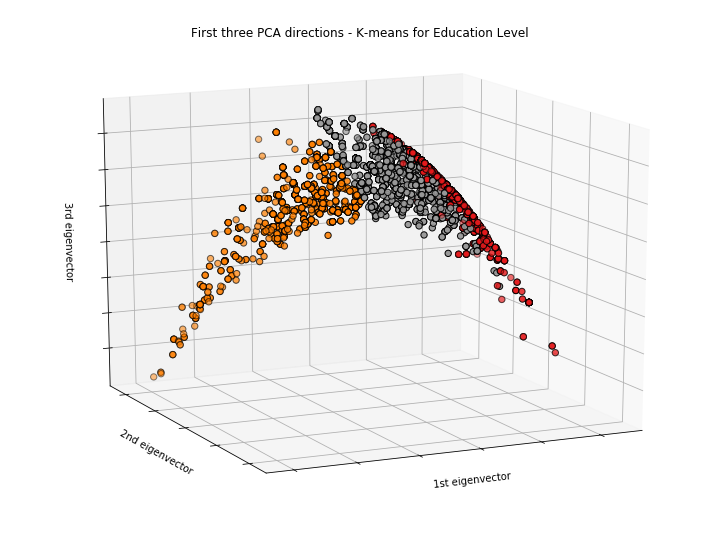 First three PCA directions - K-means for Education Level
3rd eigenvector
2nd eigenvector
1st eigenvector